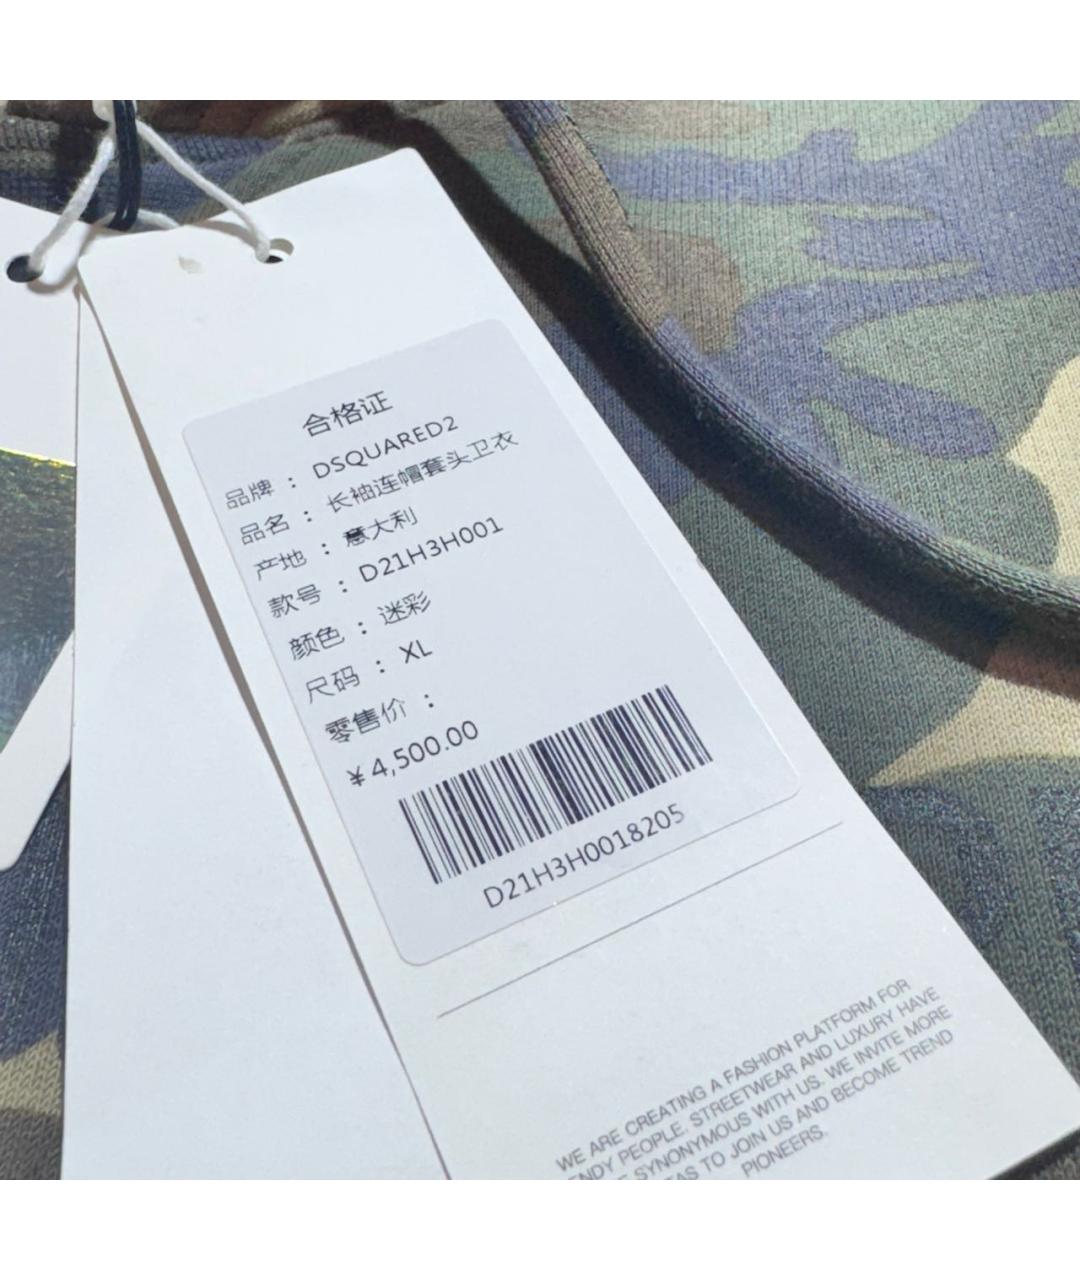 合格证
品牌 : DSQUARED2
品名 : 长袖连帽套头卫衣
产地 : 意大利
款号 : D21H3H001
颜色 : 迷彩
尺码 : XL
零售价 :
¥4,500.00
D21H3H0018205
WE ARE CREATING A FASHION PLATFORM FOR
ENDY PEOPLE. STREETWEAR AND LUXURY HAVE
SYNONYMOUS WITH US. WE INVITE MORE
TAS TO JOIN US AND BECOME TREND
PIONEERS.